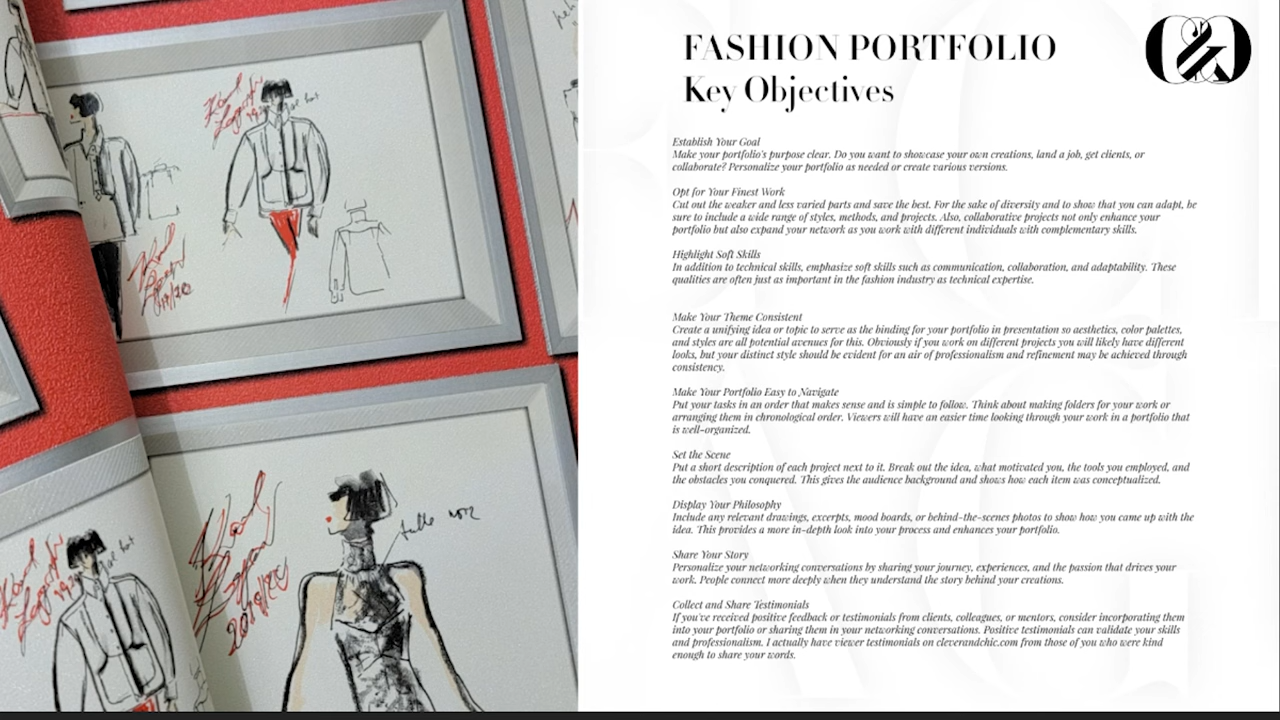 FASHION PORTFOLIO
Key Objectives
Establish Your Goal
Make your portfolio's purpose clear. Do you want to showcase your own creations, land a job, get clients, or
collaborate? Personalize your portfolio as needed or create various versions.
Opt for Your Finest Work
Cut out the weaker and less varied parts and save the best. For the sake of diversity and to show that you can adapt, be
sure to include a wide range of styles, methods, and projects. Also, collaborative projects not only enhance your
portfolio but also expand your network as you work with different individuals with complementary skills.
Highlight Soft Skills
In addition to technical skills, emphasize soft skills such as communication, collaboration, and adaptability. These
qualities are often just as important in the fashion industry as technical expertise.
Make Your Theme Consistent
Create a unifying idea or topic to serve as the binding for your portfolio in presentation so aesthetics, color palettes,
and styles are all potential avenues for this. Obviously if you work on different projects you will likely have different
looks, but your distinct style should be evident for an air of professionalism and refinement may be achieved through
consistency.
Make Your Portfolio Easy to Navigate
Put your tasks in an order that makes sense and is simple to follow. Think about making folders for your work or
arranging them in chronological order. Viewers will have an easier time looking through your work in a portfolio that
is well-organized.
Set the Scene
Put a short description of each project next to it. Break out the idea, what motivated you, the tools you employed, and
the obstacles you conquered. This gives the audience background and shows how each item was conceptualized.
Display Your Philosophy
Include any relevant drawings, excerpts, mood boards, or behind-the-scenes photos to show how you came up with the
idea. This provides a more in-depth look into your process and enhances your portfolio.
Share Your Story
Personalize your networking conversations by sharing your journey, experiences, and the passion that drives your
work. People connect more deeply when they understand the story behind your creations.
Collect and Share Testimonials
If you've received positive feedback or testimonials from clients, colleagues, or mentors, consider incorporating them
into your portfolio or sharing them in your networking conversations. Positive testimonials can validate your skills
and professionalism. I actually have viewer testimonials on cleverandchic.com from those of you who were kind
enough to share your words.